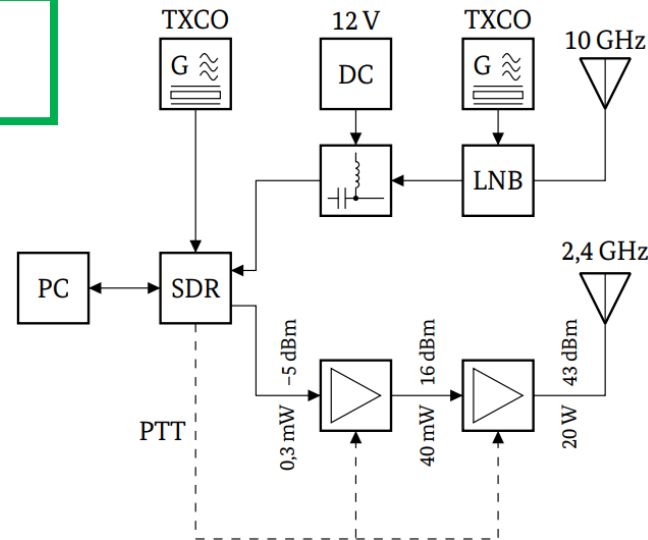 TXCO
12 V
TXCO
10 GHz
G
DC
G
LNB
2,4 GHz
PC
SDR
−5 dBm
16 dBm
43 dBm
PTT
0,3 mW
40 mW
20 W